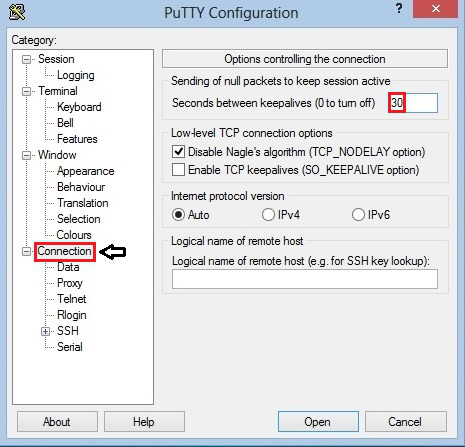 PuTTY Configuration
?
Category:
Session
Logging
Terminal
Keyboard
Bell
Features
Window
Appearance
Behaviour
Translation
Selection
Colours
Connection
Data
Proxy
Telnet
Rlogin
SSH
Serial
Options controlling the connection
Sending of null packets to keep session active
Seconds between keepalives (0 to turn off) 30
Low-level TCP connection options
Disable Nagle's algorithm (TCP_NODELAY option)
Enable TCP keepalives (SO_KEEPALIVE option)
Internet protocol version
Auto IPv4 IPv6
Logical name of remote host
Logical name of remote host (e.g. for SSH key lookup):
About Help Open Cancel